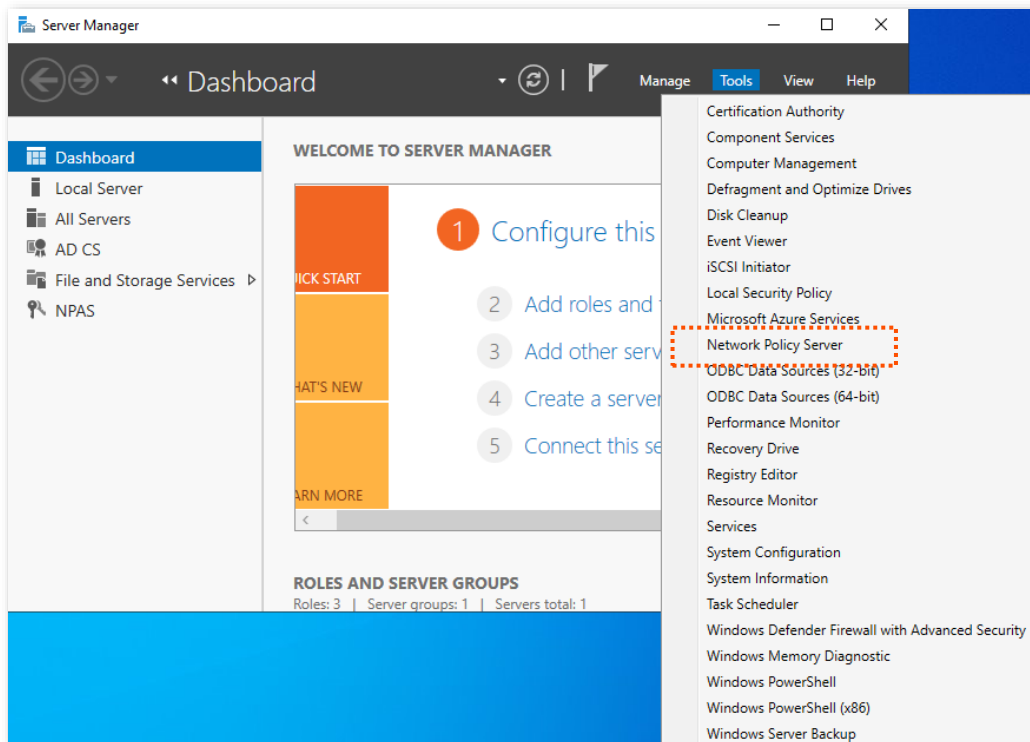 Server Manager
Dashboard
Manage Tools View Help
Dashboard
Local Server
All Servers
AD CS
File and Storage Services
NPAS
WELCOME TO SERVER MANAGER
UICK START
HAT'S NEW
ARN MORE
1 Configure this
2 Add roles and
3 Add other serv
4 Create a server
5 Connect this se
ROLES AND SERVER GROUPS
Roles: 3 | Server groups: 1 | Servers total: 1
Certification Authority
Component Services
Computer Management
Defragment and Optimize Drives
Disk Cleanup
Event Viewer
iSCSI Initiator
Local Security Policy
Microsoft Azure Services
Network Policy Server
ODBC Data Sources (32-bit)
ODBC Data Sources (64-bit)
Performance Monitor
Recovery Drive
Registry Editor
Resource Monitor
Services
System Configuration
System Information
Task Scheduler
Windows Defender Firewall with Advanced Security
Windows Memory Diagnostic
Windows PowerShell
Windows PowerShell (x86)
Windows Server Backup